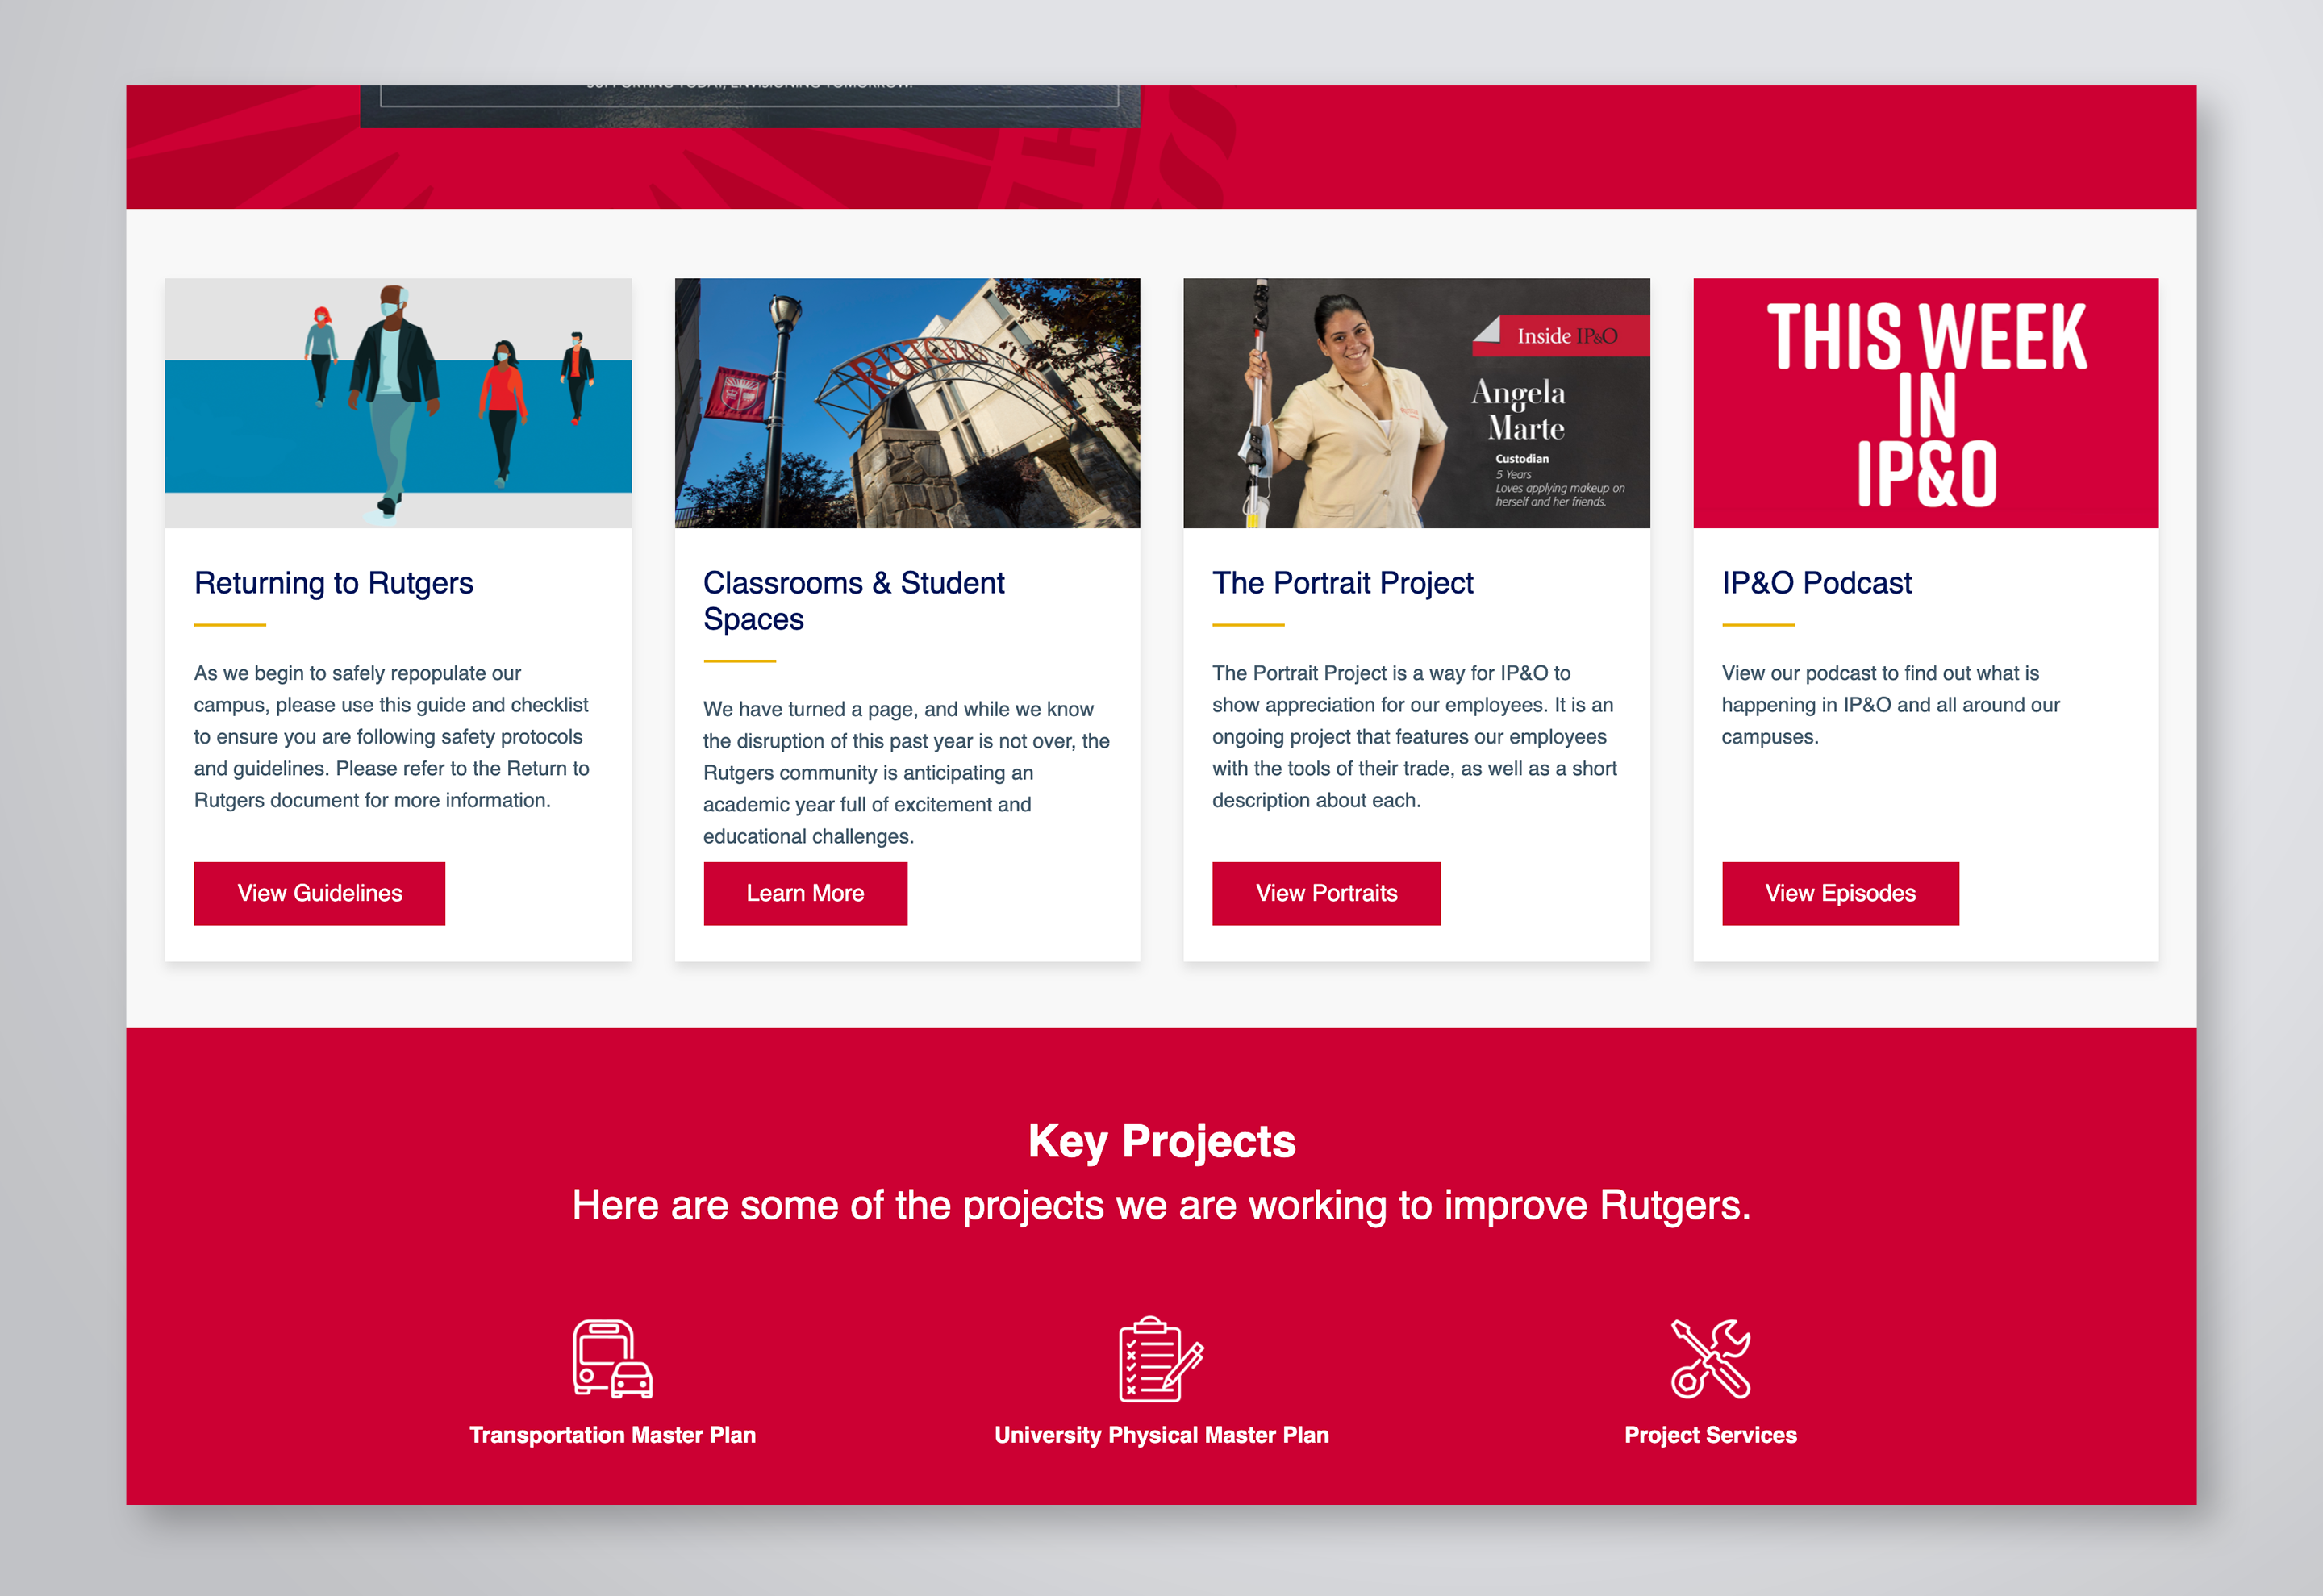 SUPPORTING TODAY, ENVISIONING TOMORROW.
RUTGERS
Inside IP&O
Angela
Marte
Custodian
5 Years
Loves applying makeup on
herself and her friends.
THIS WEEK
IN
IP&O
Returning to Rutgers
As we begin to safely repopulate our
campus, please use this guide and checklist
to ensure you are following safety protocols
and guidelines. Please refer to the Return to
Rutgers document for more information.
View Guidelines
Classrooms & Student
Spaces
We have turned a page, and while we know
the disruption of this past year is not over, the
Rutgers community is anticipating an
academic year full of excitement and
educational challenges.
Learn More
The Portrait Project
The Portrait Project is a way for IP&O to
show appreciation for our employees. It is an
ongoing project that features our employees
with the tools of their trade, as well as a short
description about each.
View Portraits
IP&O Podcast
View our podcast to find out what is
happening in IP&O and all around our
campuses.
View Episodes
Key Projects
Here are some of the projects we are working to improve Rutgers.
Transportation Master Plan
University Physical Master Plan
Project Services